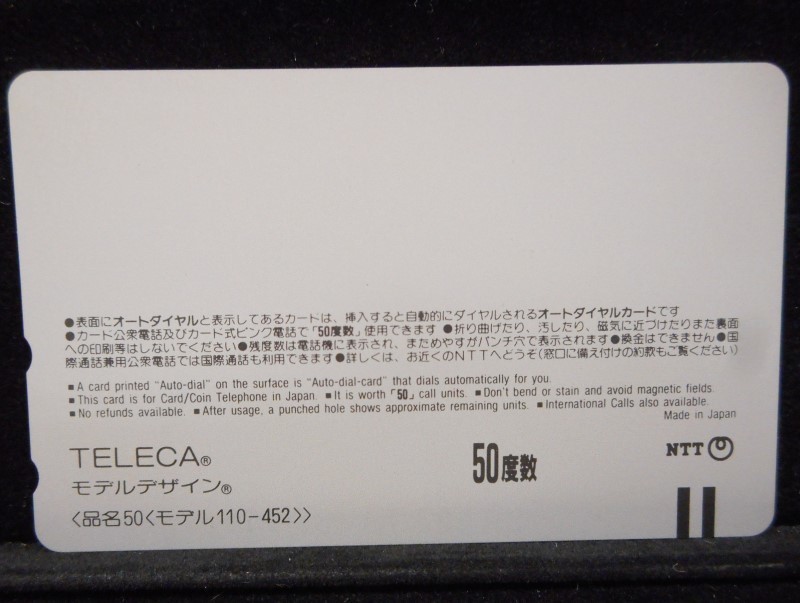 ●表面にオートダイヤルと表示してあるカートは、挿入すると自動的にダイヤルされるオートダイヤルカードです
●カード公衆電話及びカード式ピンク電話で「50度数」使用できます ●折り曲げたり、汚したり、磁気に近づけたりまた裏面
への印刷等はしないでください●残度数は電話機に表示され、まためやすがパンチ穴で表示されます●換金はできません●国
際通話兼用公衆電話では国際通話も利用できます●詳しくは、お近くのNTTへどうぞ(窓口に備え付けの約款もご覧ください)
■A card printed "Auto-dial" on the surface is "Auto-dial-card" that dials automatically for you.
■This card is for Card/Coin Telephone in Japan. ■It is worth「50」call units. ■Don't bend or stain and avoid magnetic fields.
■No refunds available. ■After usage, a punched hole shows approximate remaining units. ■International Calls also available.
Made in Japan
TELECA®
モデルデザイン®
〈品名50〈モデル110-452〉〉
50度数
NTT